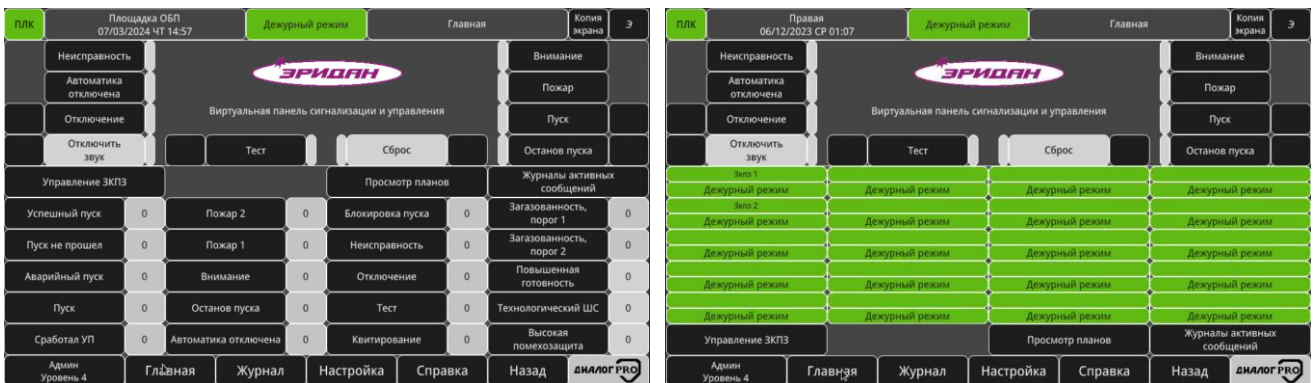 ПЛК
Площадка ОБП
07/03/2024 ЧТ 14:57
Дежурный режим
Главная
Копия
экрана
Э
Неисправность
Автоматика
отключена
Отключение
Отключить
звук
ЭРИДАН
Виртуальная панель сигнализации и управления
Тест
Сброс
Внимание
Пожар
Пуск
Останов пуска
Управление ЗКПЗ
Просмотр планов
Журналы активных
сообщений
Успешный пуск 0 Пожар 2 0 Блокировка пуска 0 Загазованность,
порог 1 0
Пуск не прошел 0 Пожар 1 0 Неисправность 0 Загазованность,
порог 2 0
Аварийный пуск 0 Внимание 0 Отключение 0 Повышенная
готовность 0
Пуск 0 Останов пуска 0 Тест 0 Технологический ШС 0
Сработал УП 0 Автоматика отключена 0 Квитирование 0 Высокая
помехозащита 0
Админ
Уровень 4
Главная Журнал Настройка Справка Назад ДИАЛОГ PRO
ПЛК
Правая
06/12/2023 СР 01:07
Дежурный режим
Главная
Копия
экрана
Э
Неисправность
Автоматика
отключена
Отключение
Отключить
звук
ЭРИДАН
Виртуальная панель сигнализации и управления
Тест
Сброс
Внимание
Пожар
Пуск
Останов пуска
Зкпз 1
Дежурный режим Дежурный режим Дежурный режим Дежурный режим
Зкпз 2
Дежурный режим Дежурный режим Дежурный режим Дежурный режим
Дежурный режим Дежурный режим Дежурный режим Дежурный режим
Дежурный режим Дежурный режим Дежурный режим Дежурный режим
Дежурный режим Дежурный режим Дежурный режим Дежурный режим
Управление ЗКПЗ
Просмотр планов
Журналы активных
сообщений
Админ
Уровень 4
Главная Журнал Настройка Справка Назад ДИАЛОГ PRO